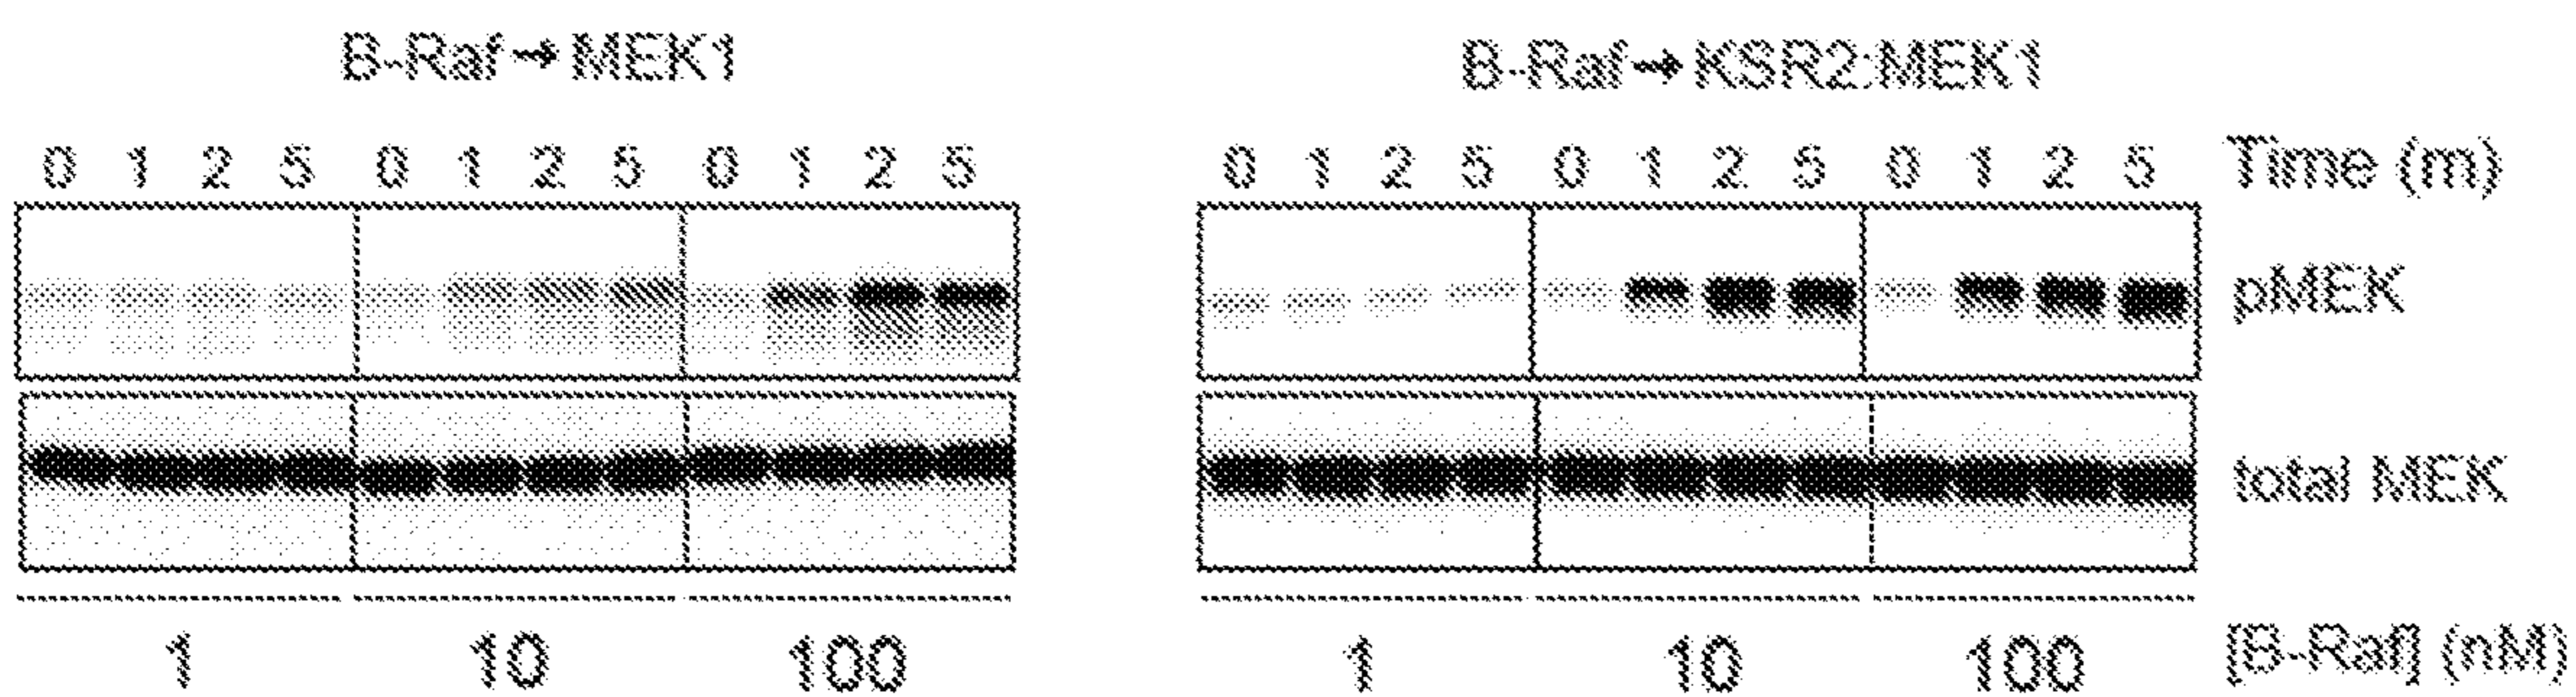 B-Raf→MEK1 B-Raf→KSR2:MEK1
0 1 2 5 0 1 2 5 0 1 2 5 0 1 2 5 0 1 2 5 0 1 2 5 Time (m)
pMEK
total MEK
1 10 100 1 10 100 [B-Raf] (nM)